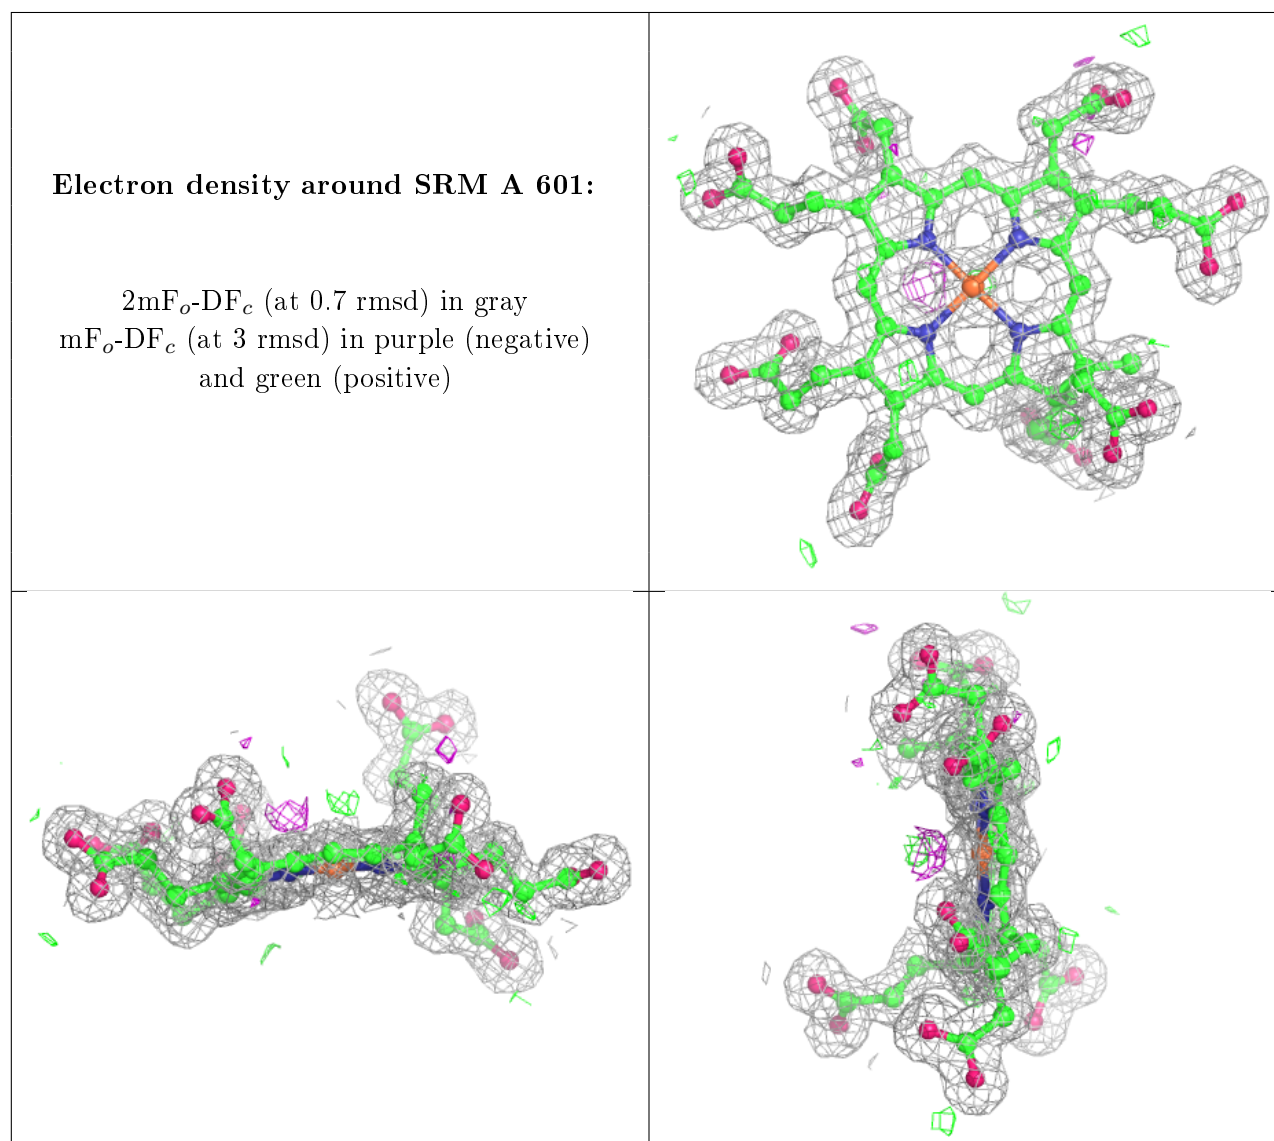 Electron density around SRM A 601:
2mFo-DFc (at 0.7 rmsd) in gray
mFo-DFc (at 3 rmsd) in purple (negative)
and green (positive)